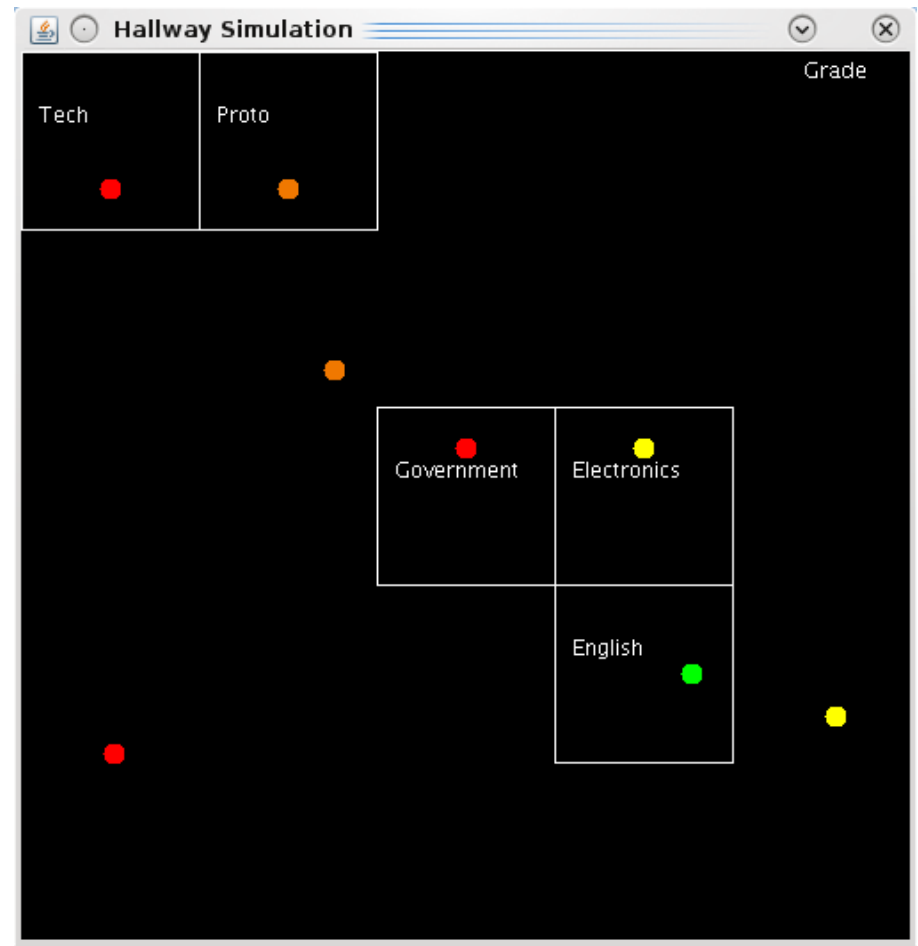 Hallway Simulation
Grade
Tech
Proto
Government
Electronics
English